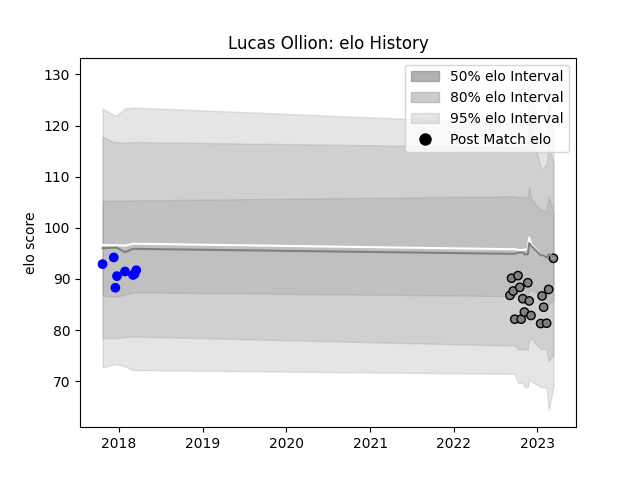 Lucas Ollion: elo History
50% elo Interval
80% elo Interval
95% elo Interval
Post Match elo
elo score
130
120
110
100
90
80
70
2018
2019
2020
2021
2022
2023